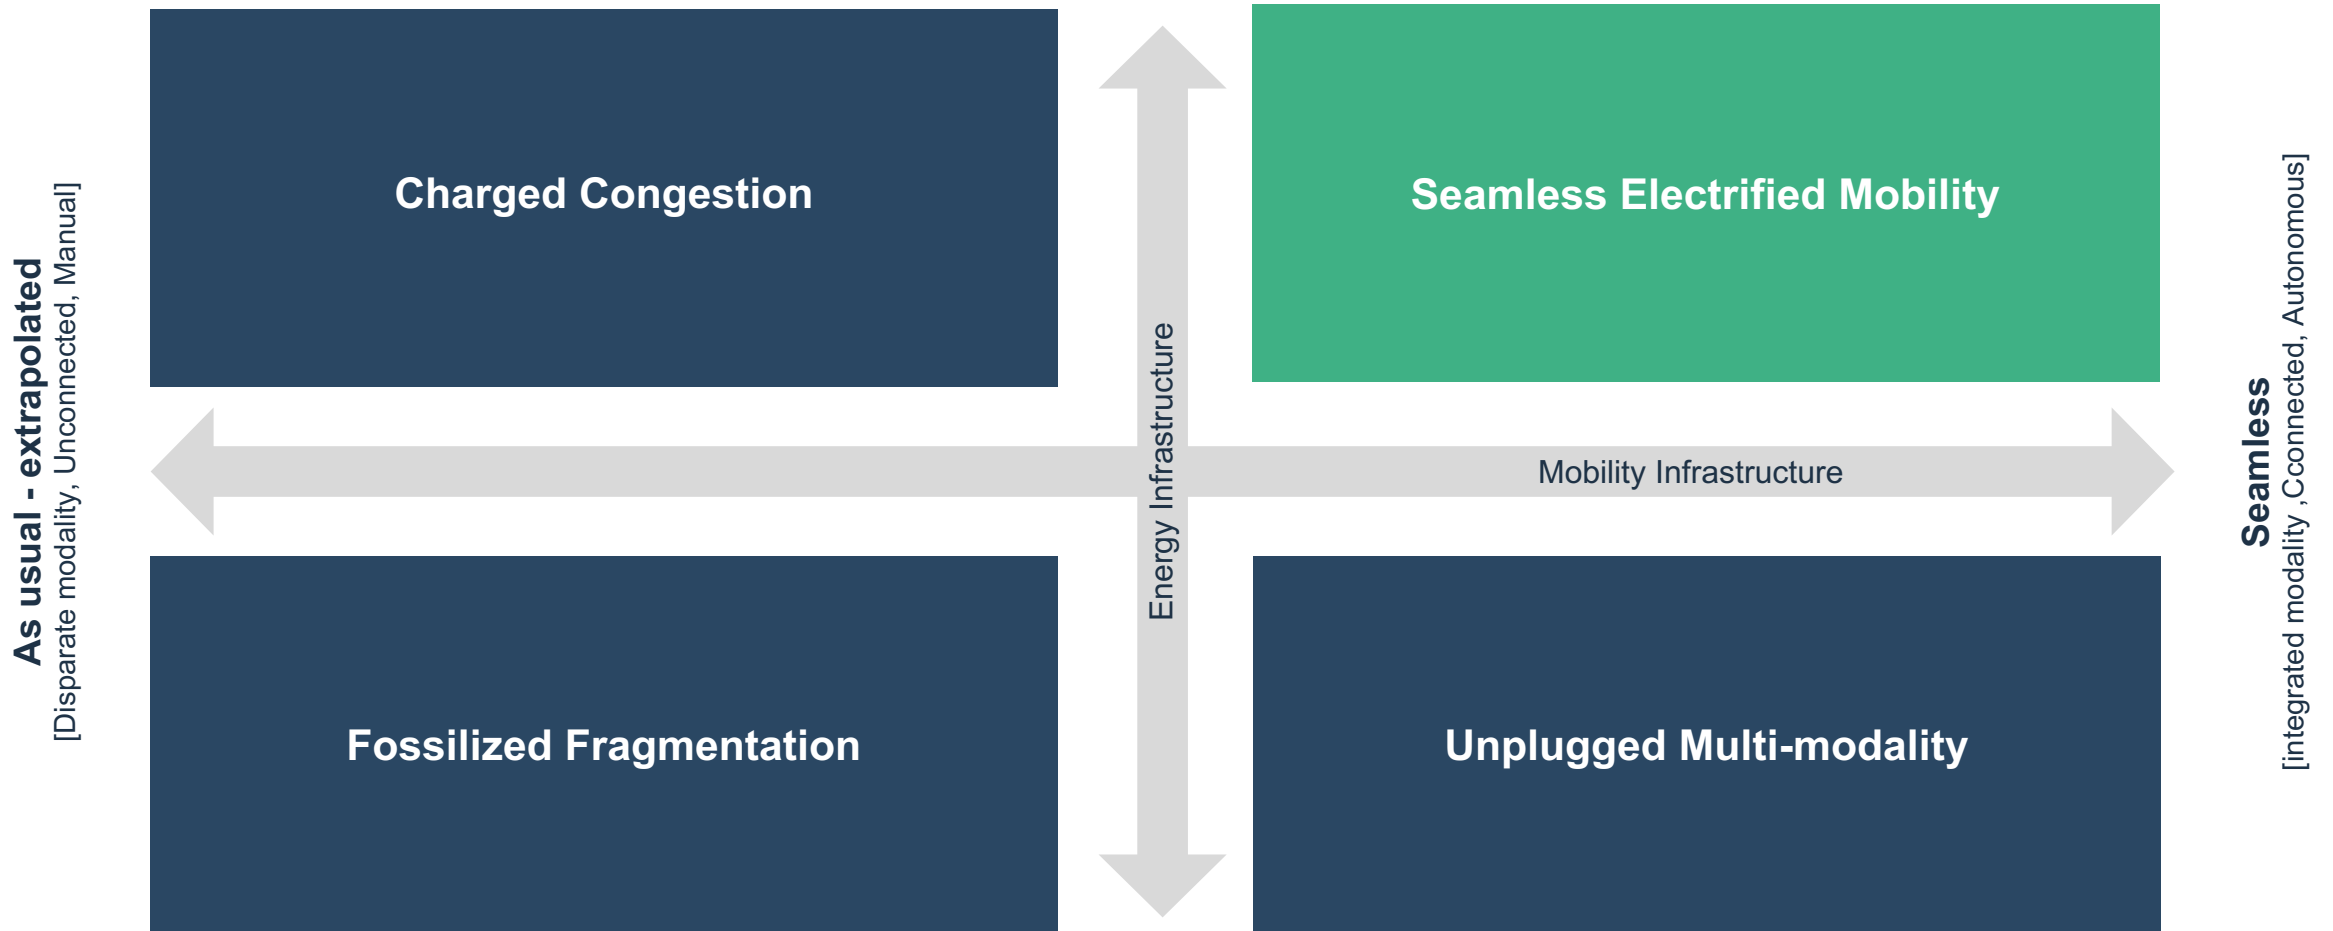 As usual - extrapolated
[Disparate modality, Unconnected, Manual]
Charged Congestion
Seamless Electrified Mobility
Energy Infrastructure
Mobility Infrastructure
Fossilized Fragmentation
Unplugged Multi-modality
Seamless
[integrated modality ,Cconnected, Autonomous]